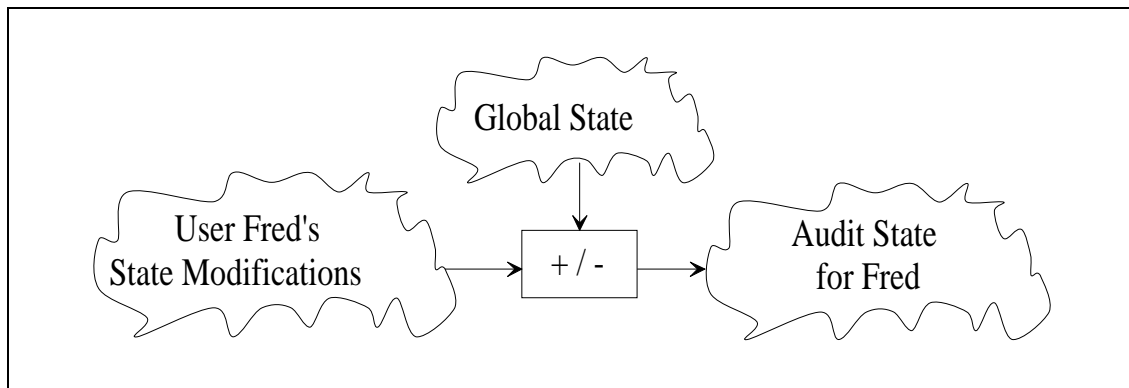 Global State
User Fred's
State Modifications
+ / -
Audit State
for Fred